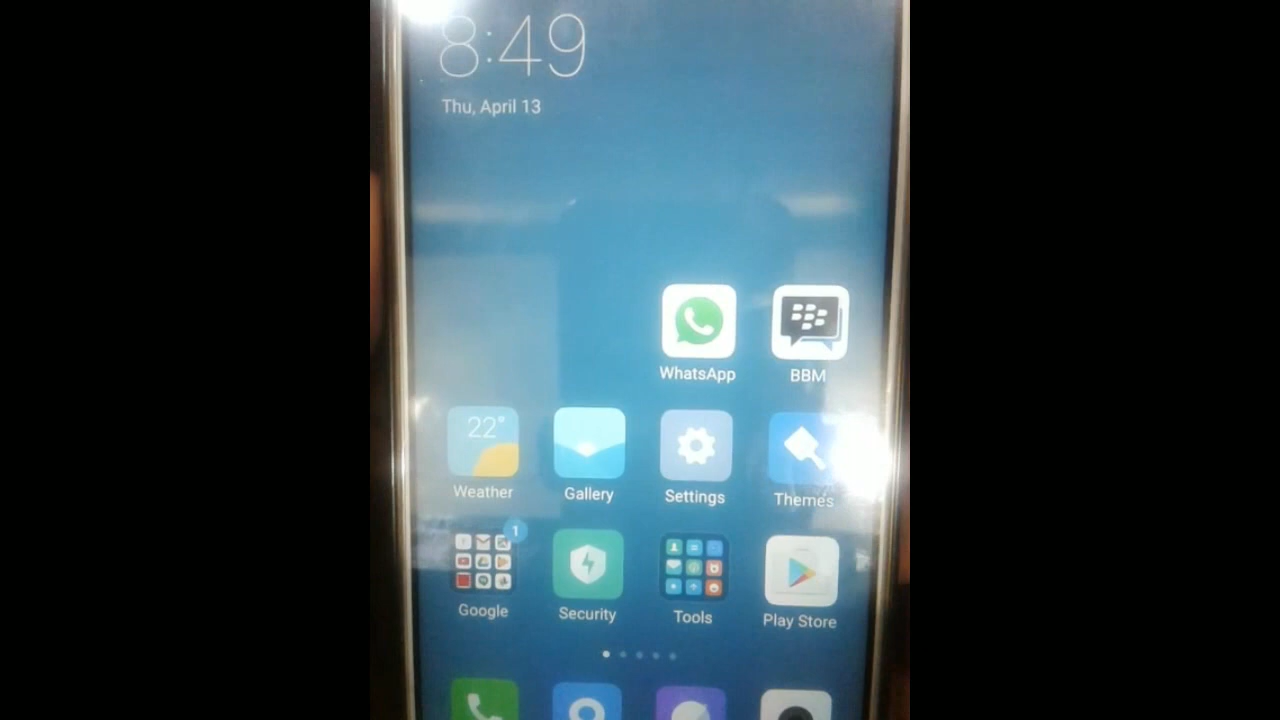 8:49
Thu, April 13
WhatsApp
BBM
22°
Weather
Gallery
Settings
Themes
1
Google
Security
Tools
Play Store